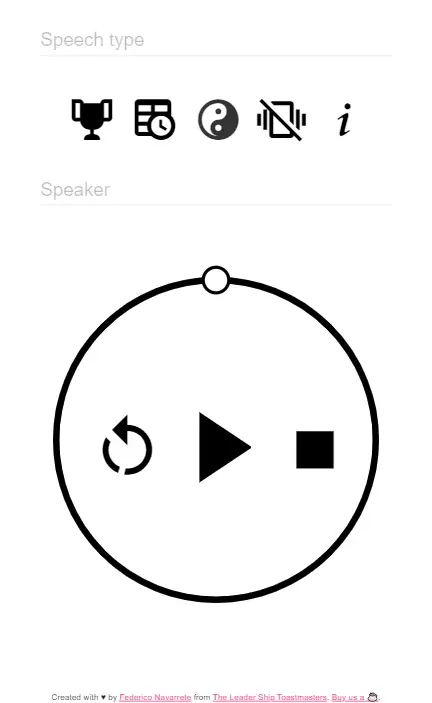 Speech type
i
Speaker
Created with ♥ by Federico Navarrete from The Leader Ship Toastmasters. Buy us a ☕.